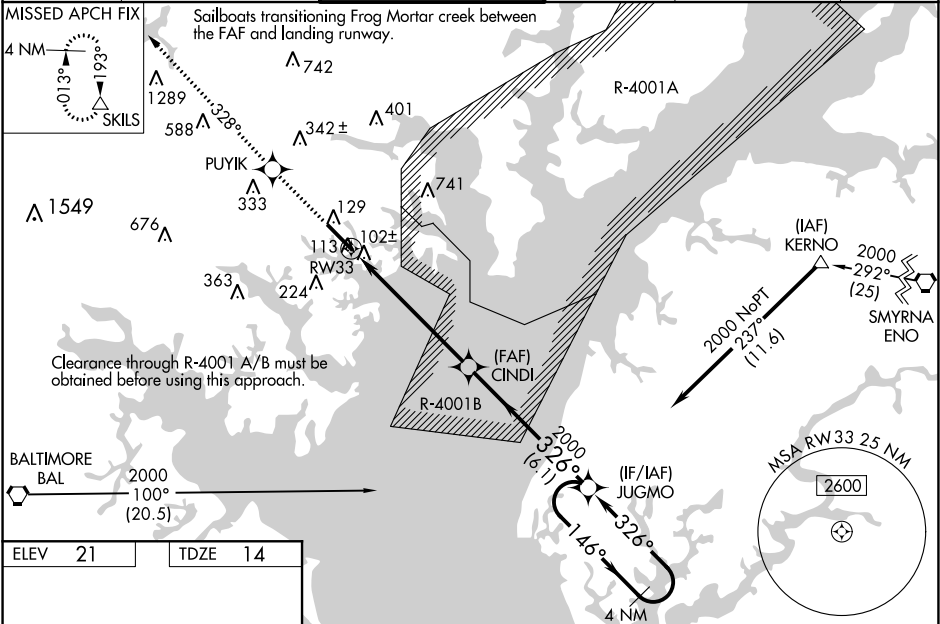 MISSED APCH FIX
4 NM
013°
193°
SKILS
Sailboats transitioning Frog Mortar creek between
the FAF and landing runway.
742
1289
588
328°
342±
401
R-4001A
PUYIK
333
741
1549
676
129
113
102±
RW33
363
224
(IAF)
KERNO
2000
292°
(25)
SMYRNA
ENO
2000 NoPT
237°
(11.6)
Clearance through R-4001 A/B must be
obtained before using this approach.
(FAF)
CINDI
R-4001B
2000
326°
(6.1)
(IF/IAF)
JUGMO
326°
146°
4 NM
MSA RW33 25 NM
2600
BALTIMORE
BAL
2000
100°
(20.5)
ELEV 21
TDZE 14